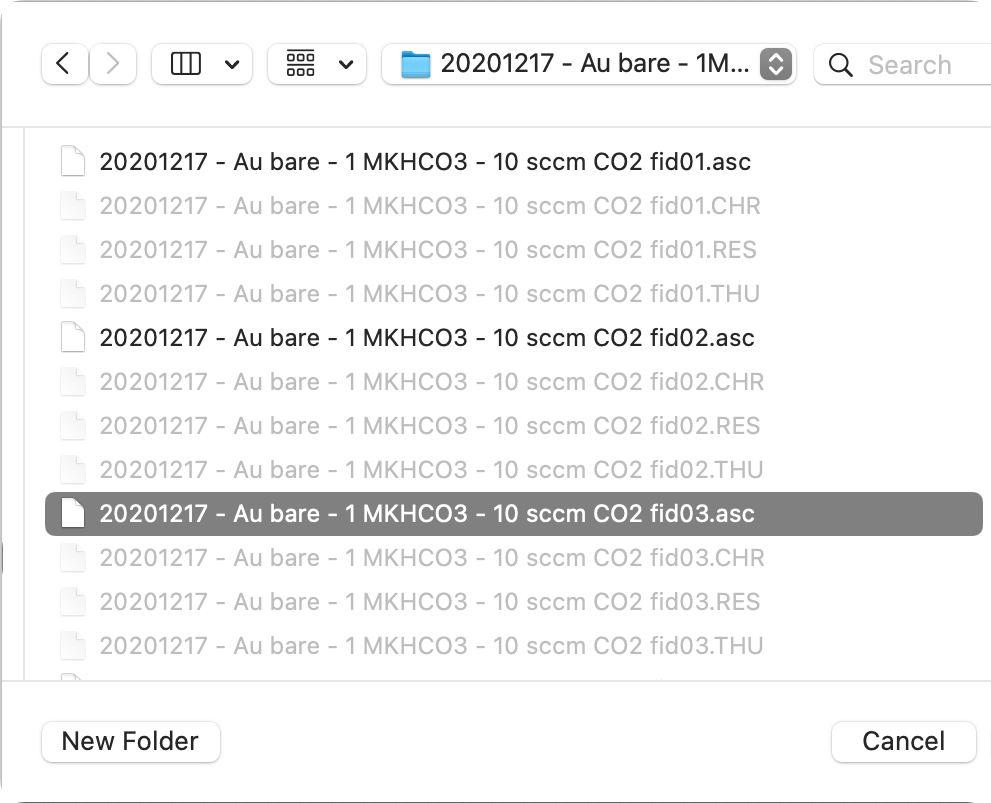 20201217 - Au bare - 1M...
Search
20201217 - Au bare - 1 MKHCO3 - 10 sccm CO2 fid01.asc
20201217 - Au bare - 1 MKHCO3 - 10 sccm CO2 fid01.CHR
20201217 - Au bare - 1 MKHCO3 - 10 sccm CO2 fid01.RES
20201217 - Au bare - 1 MKHCO3 - 10 sccm CO2 fid01.THU
20201217 - Au bare - 1 MKHCO3 - 10 sccm CO2 fid02.asc
20201217 - Au bare - 1 MKHCO3 - 10 sccm CO2 fid02.CHR
20201217 - Au bare - 1 MKHCO3 - 10 sccm CO2 fid02.RES
20201217 - Au bare - 1 MKHCO3 - 10 sccm CO2 fid02.THU
20201217 - Au bare - 1 MKHCO3 - 10 sccm CO2 fid03.asc
20201217 - Au bare - 1 MKHCO3 - 10 sccm CO2 fid03.CHR
20201217 - Au bare - 1 MKHCO3 - 10 sccm CO2 fid03.RES
20201217 - Au bare - 1 MKHCO3 - 10 sccm CO2 fid03.THU
New Folder
Cancel